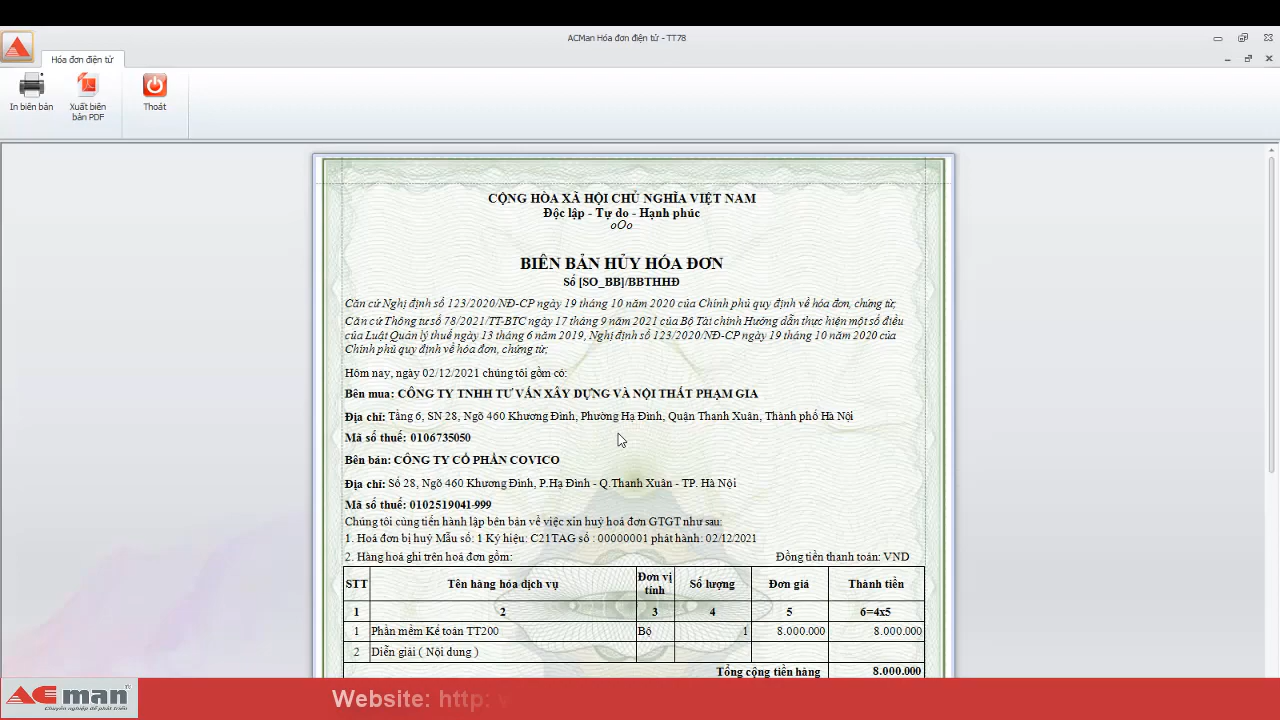 ACMan Hóa đơn điện tử - TT78
Hóa đơn điện tử
In biên bản
Xuất biên bản PDF
Thoát
CỘNG HÒA XÃ HỘI CHỦ NGHĨA VIỆT NAM
Độc lập - Tự do - Hạnh phúc
oOo
BIÊN BẢN HỦY HÓA ĐƠN
Số [SO_BB]/BBTHHĐ
Căn cứ Nghị định số 123/2020/NĐ-CP ngày 19 tháng 10 năm 2020 của Chính phủ quy định về hóa đơn, chứng từ;
Căn cứ Thông tư số 78/2021/TT-BTC ngày 17 tháng 9 năm 2021 của Bộ Tài chính Hướng dẫn thực hiện một số điều
của Luật Quản lý thuế ngày 13 tháng 6 năm 2019, Nghị định số 123/2020/NĐ-CP ngày 19 tháng 10 năm 2020 của
Chính phủ quy định về hóa đơn, chứng từ;
Hôm nay, ngày 02/12/2021 chúng tôi gồm có:
Bên mua: CÔNG TY TNHH TƯ VẤN XÂY DỰNG VÀ NỘI THẤT PHẠM GIA
Địa chỉ: Tầng 6, SN 28, Ngõ 460 Khương Đình, Phường Hạ Đình, Quận Thanh Xuân, Thành phố Hà Nội
Mã số thuế: 0106735050
Bên bán: CÔNG TY CỔ PHẦN COVICO
Địa chỉ: Số 28, Ngõ 460 Khương Đình, P.Hạ Đình - Q.Thanh Xuân - TP. Hà Nội
Mã số thuế: 0102519041-999
Chúng tôi cùng tiến hành lập bên bản về việc xin huỷ hoá đơn GTGT như sau:
1. Hoá đơn bị huỷ Mẫu số: 1 Ký hiệu: C21TAG số : 00000001 phát hành: 02/12/2021
2. Hàng hoá ghi trên hoá đơn gồm: Đồng tiền thanh toán: VND
STT Tên hàng hóa dịch vụ Đơn vị tính Số lượng Đơn giá Thành tiền
1 2 3 4 5 6=4x5
1 Phần mềm Kế toán TT200 Bộ 1 8.000.000 8.000.000
2 Diễn giải ( Nội dung )
Tổng cộng tiền hàng 8.000.000
ACman
Chuyên nghiệp để phát triển
Website: http: